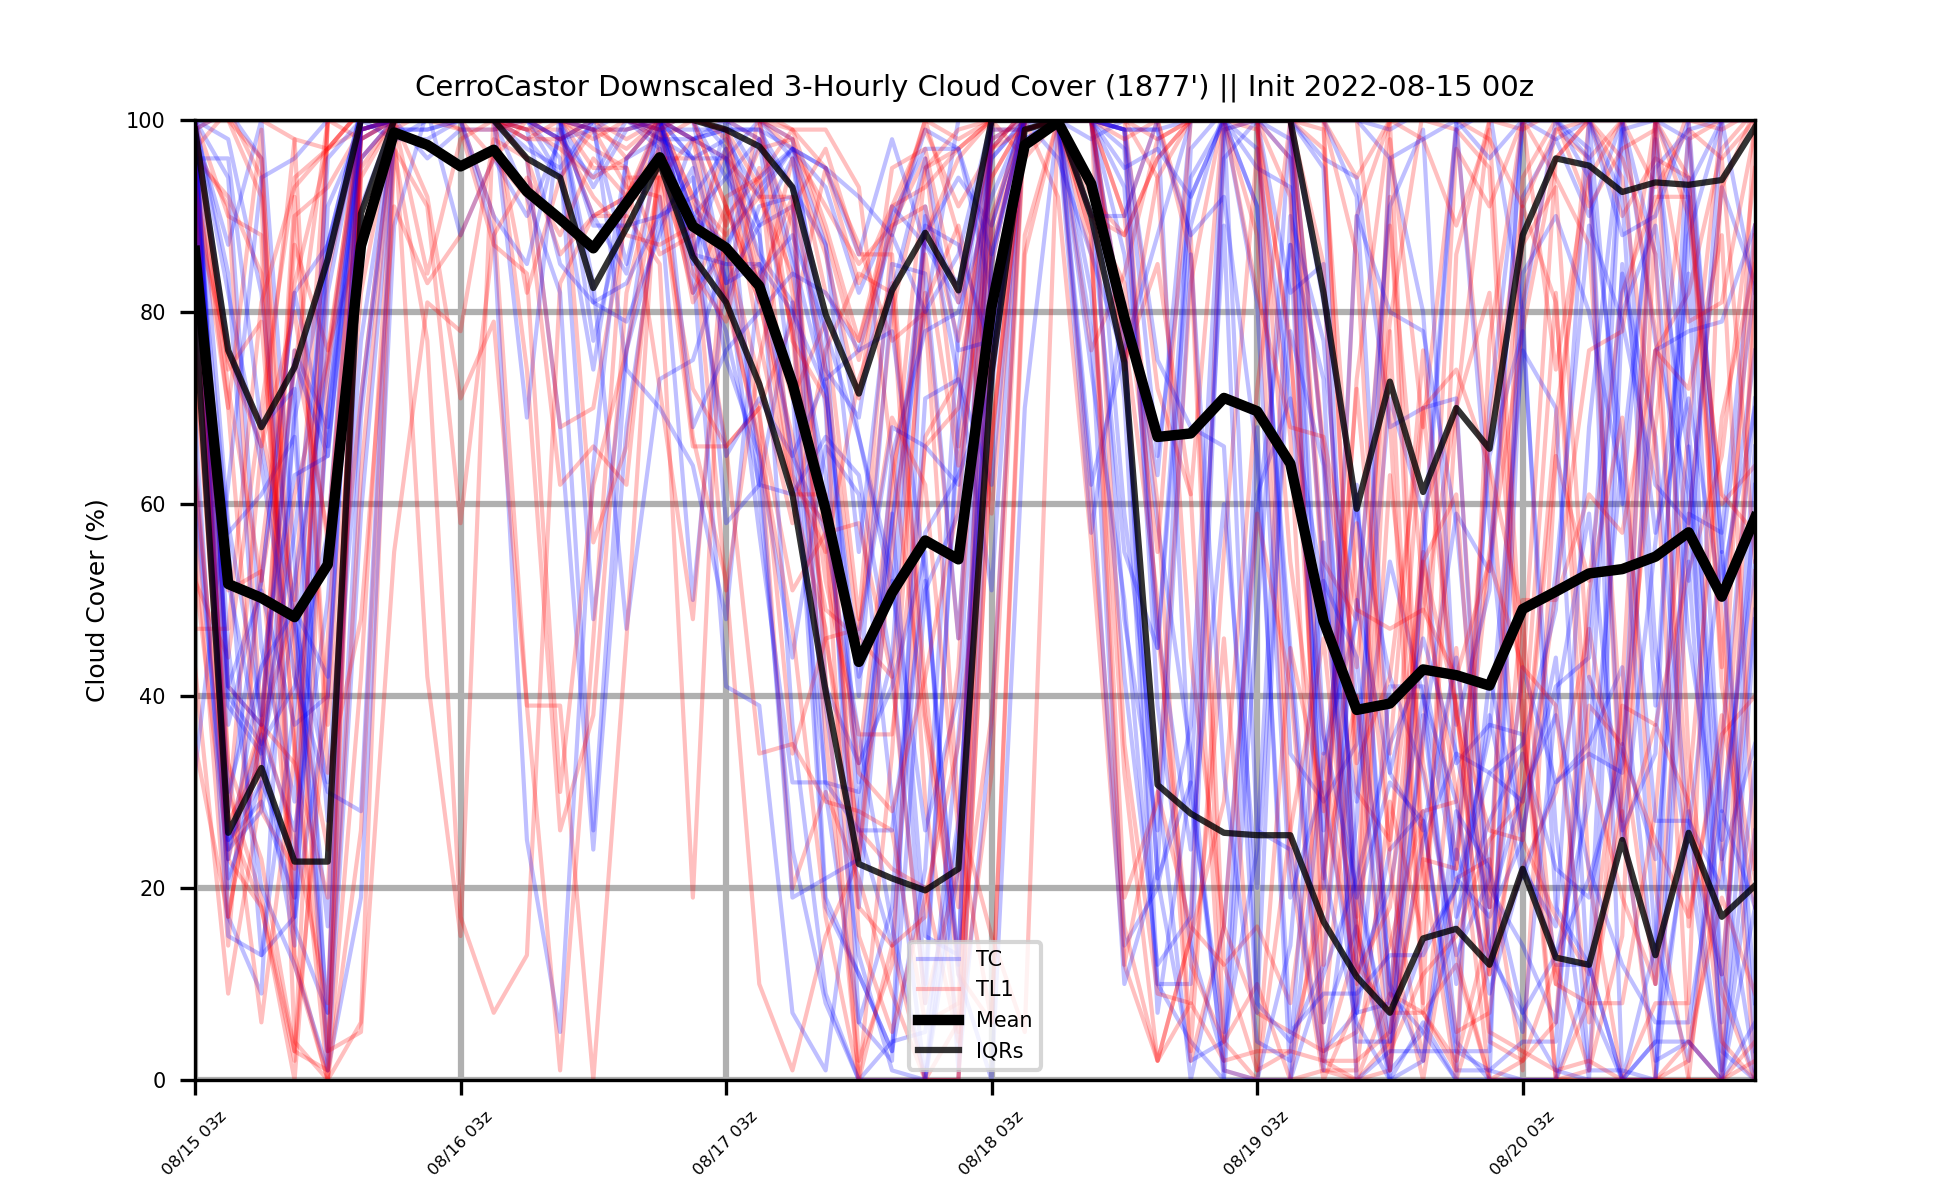 CerroCastor Downscaled 3-Hourly Cloud Cover (1877') || Init 2022-08-15 00z
100
80
60
40
20
0
Cloud Cover (%)
TC
TL1
Mean
IQRs
08/15 03z
08/16 03z
08/17 03z
08/18 03z
08/19 03z
08/20 03z